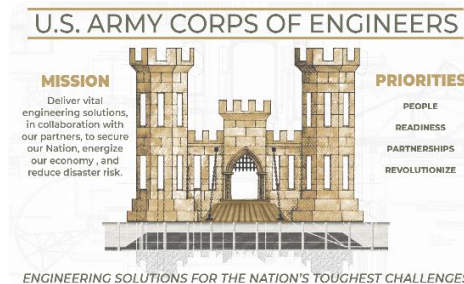 U.S. ARMY CORPS OF ENGINEERS
MISSION
Deliver vital
engineering solutions,
in collaboration with
our partners, to secure
our Nation, energize
our economy , and
reduce disaster risk.
PRIORITIES
PEOPLE
READINESS
PARTNERSHIPS
REVOLUTIONIZE
ENGINEERING SOLUTIONS FOR THE NATION'S TOUGHEST CHALLENGES